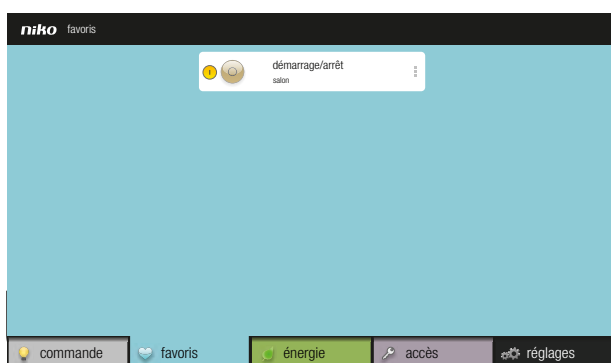 niko favoris
démarrage/arrêt
salon
commande favoris énergie accès réglages